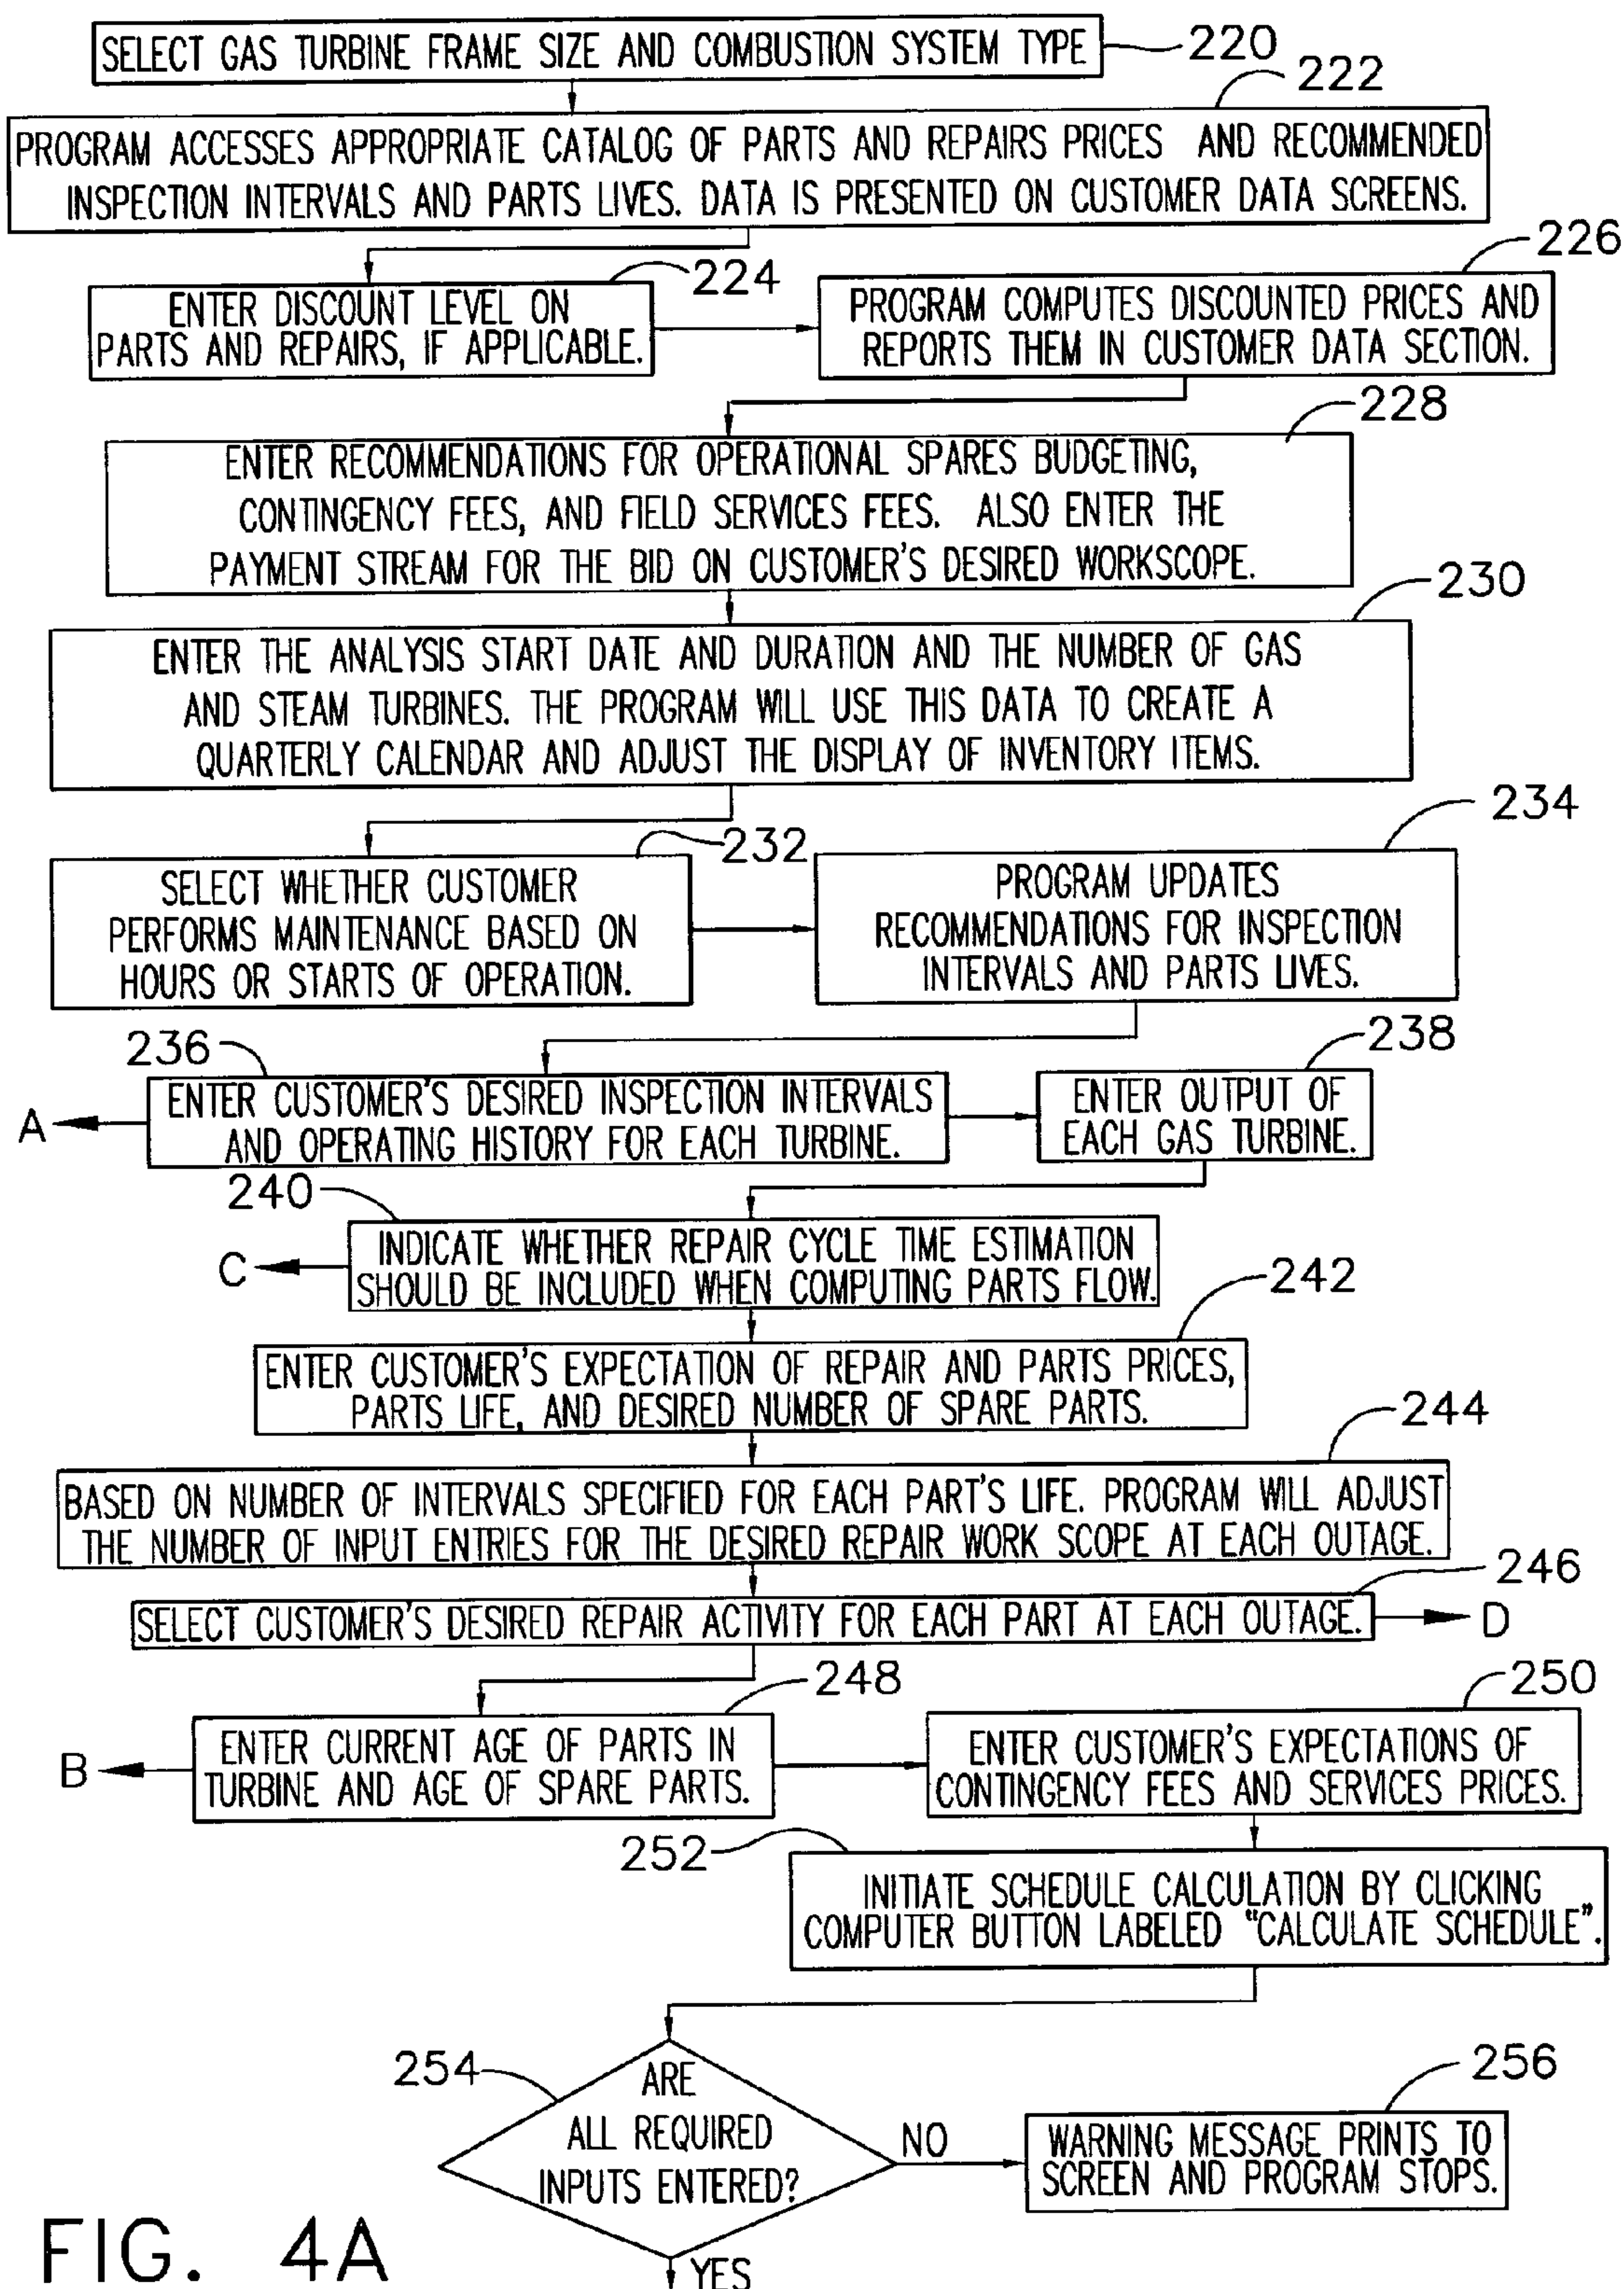 SELECT GAS TURBINE FRAME SIZE AND COMBUSTION SYSTEM TYPE
220
222
PROGRAM ACCESSES APPROPRIATE CATALOG OF PARTS AND REPAIRS PRICES AND RECOMMENDED
INSPECTION INTERVALS AND PARTS LIVES. DATA IS PRESENTED ON CUSTOMER DATA SCREENS.
224
226
ENTER DISCOUNT LEVEL ON
PARTS AND REPAIRS, IF APPLICABLE.
PROGRAM COMPUTES DISCOUNTED PRICES AND
REPORTS THEM IN CUSTOMER DATA SECTION.
228
ENTER RECOMMENDATIONS FOR OPERATIONAL SPARES BUDGETING,
CONTINGENCY FEES, AND FIELD SERVICES FEES. ALSO ENTER THE
PAYMENT STREAM FOR THE BID ON CUSTOMER'S DESIRED WORKSCOPE.
230
ENTER THE ANALYSIS START DATE AND DURATION AND THE NUMBER OF GAS
AND STEAM TURBINES. THE PROGRAM WILL USE THIS DATA TO CREATE A
QUARTERLY CALENDAR AND ADJUST THE DISPLAY OF INVENTORY ITEMS.
232
234
SELECT WHETHER CUSTOMER
PERFORMS MAINTENANCE BASED ON
HOURS OR STARTS OF OPERATION.
PROGRAM UPDATES
RECOMMENDATIONS FOR INSPECTION
INTERVALS AND PARTS LIVES.
236
238
A
ENTER CUSTOMER'S DESIRED INSPECTION INTERVALS
AND OPERATING HISTORY FOR EACH TURBINE.
ENTER OUTPUT OF
EACH GAS TURBINE.
240
C
INDICATE WHETHER REPAIR CYCLE TIME ESTIMATION
SHOULD BE INCLUDED WHEN COMPUTING PARTS FLOW.
242
ENTER CUSTOMER'S EXPECTATION OF REPAIR AND PARTS PRICES,
PARTS LIFE, AND DESIRED NUMBER OF SPARE PARTS.
244
BASED ON NUMBER OF INTERVALS SPECIFIED FOR EACH PART'S LIFE. PROGRAM WILL ADJUST
THE NUMBER OF INPUT ENTRIES FOR THE DESIRED REPAIR WORK SCOPE AT EACH OUTAGE.
246
SELECT CUSTOMER'S DESIRED REPAIR ACTIVITY FOR EACH PART AT EACH OUTAGE.
D
248
250
B
ENTER CURRENT AGE OF PARTS IN
TURBINE AND AGE OF SPARE PARTS.
ENTER CUSTOMER'S EXPECTATIONS OF
CONTINGENCY FEES AND SERVICES PRICES.
252
INITIATE SCHEDULE CALCULATION BY CLICKING
COMPUTER BUTTON LABELED "CALCULATE SCHEDULE".
254
256
ARE
ALL REQUIRED
INPUTS ENTERED?
NO
WARNING MESSAGE PRINTS TO
SCREEN AND PROGRAM STOPS.
YES
FIG. 4A